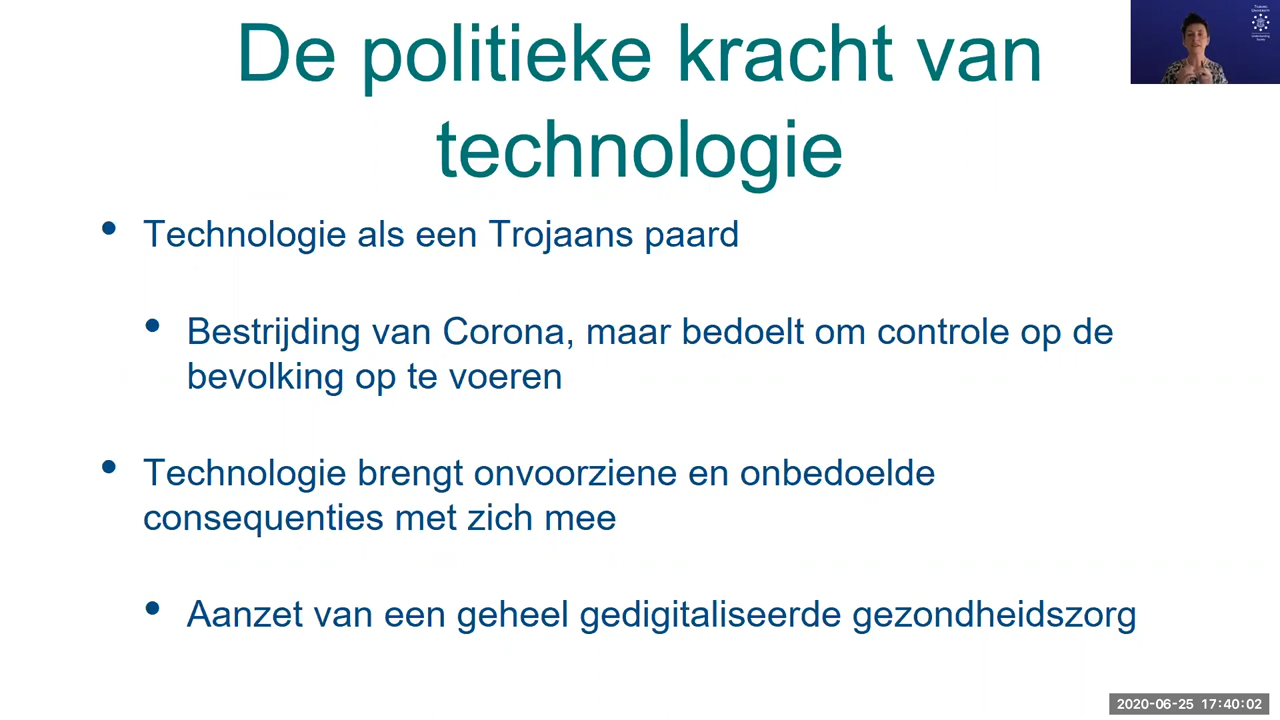 De politieke kracht van
technologie
• Technologie als een Trojaans paard
• Bestrijding van Corona, maar bedoelt om controle op de
bevolking op te voeren
• Technologie brengt onvoorziene en onbedoelde
consequenties met zich mee
• Aanzet van een geheel gedigitaliseerde gezondheidszorg
2020-06-25 17:40:02